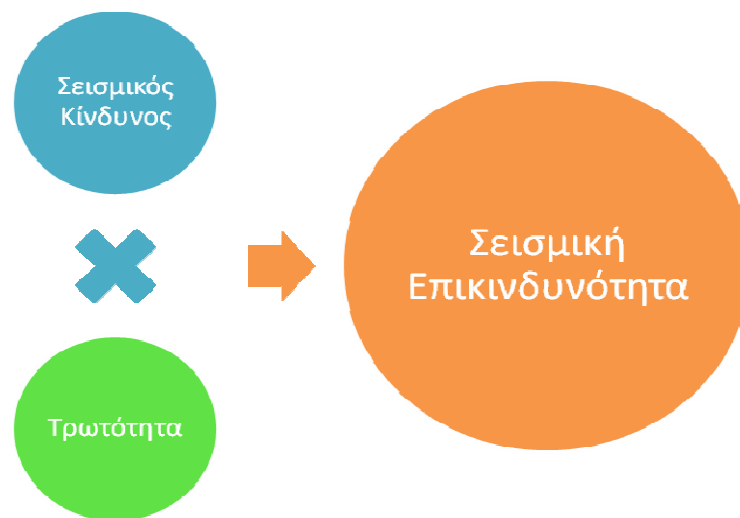 Σεισμικός
Κίνδυνος
Τρωτότητα
Σεισμική
Επικινδυνότητα